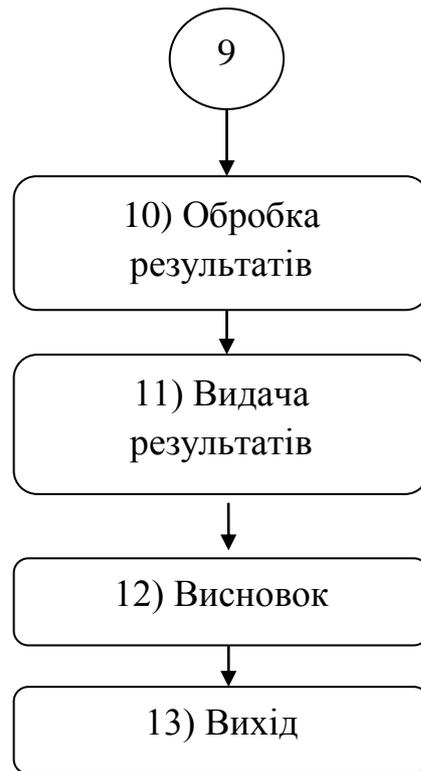 9
10) Обробка
результатів
11) Видача
результатів
12) Висновок
13) Вихід